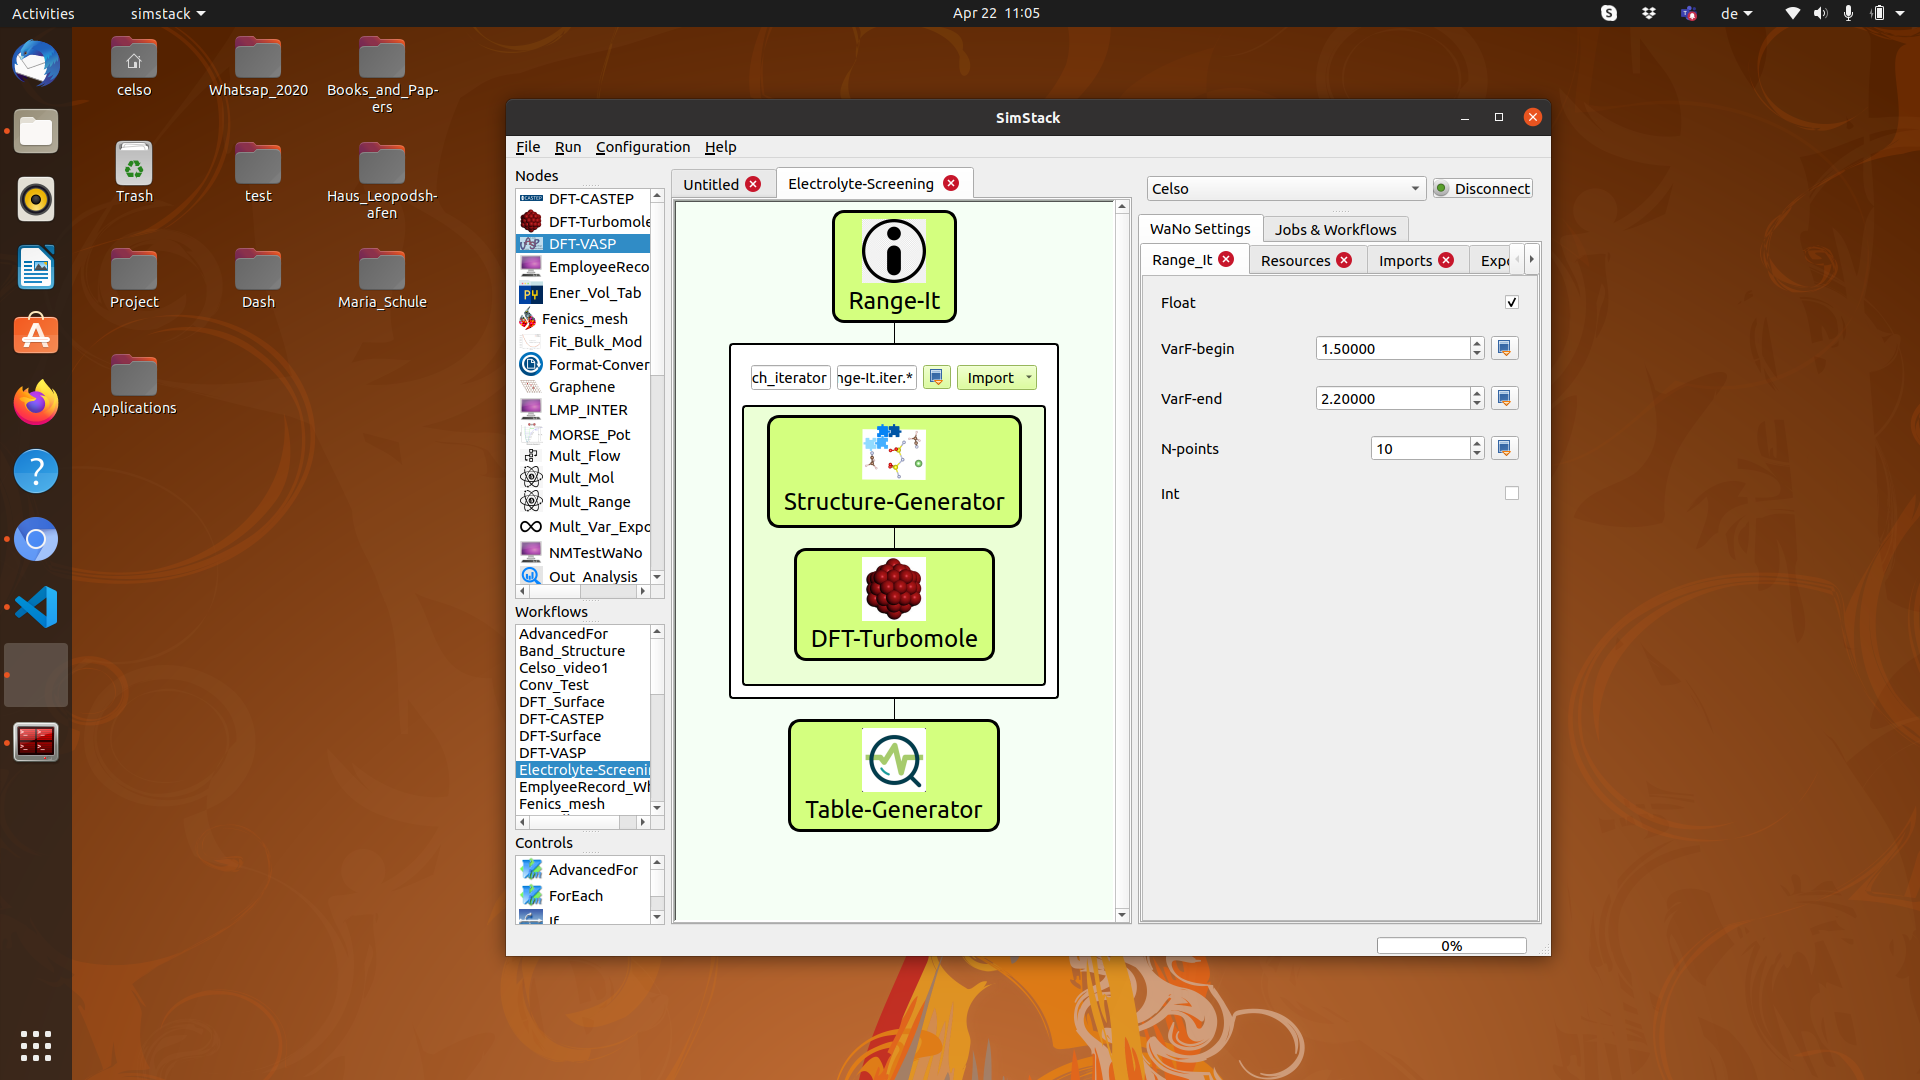 Activities
simstack
Apr 22 11:05
de
celso
Whatsap_2020
Books_and_Pap-
ers
Trash
test
Haus_Leopodsh-
afen
Project
Dash
Maria_Schule
Applications
SimStack
File Run Configuration Help
Nodes
DFT-CASTEP
DFT-Turbomole
DFT-VASP
EmployeeReco
Ener_Vol_Tab
Fenics_mesh
Fit_Bulk_Mod
Format-Conver
Graphene
LMP_INTER
MORSE_Pot
Mult_Flow
Mult_Mol
Mult_Range
Mult_Var_Expo
NMTestWaNo
Out_Analysis
Workflows
AdvancedFor
Band_Structure
Celso_video1
Conv_Test
DFT_Surface
DFT-CASTEP
DFT-Surface
DFT-VASP
Electrolyte-Screeni
EmplyeeRecord_Wh
Fenics_mesh
Controls
AdvancedFor
ForEach
If
Untitled
Electrolyte-Screening
Range-It
ch_iterator
nge-It.iter.*
Import
Structure-Generator
DFT-Turbomole
Table-Generator
Celso
Disconnect
WaNo Settings
Jobs & Workflows
Range_It
Resources
Imports
Expo
Float
VarF-begin 1.50000
VarF-end 2.20000
N-points 10
Int
0%